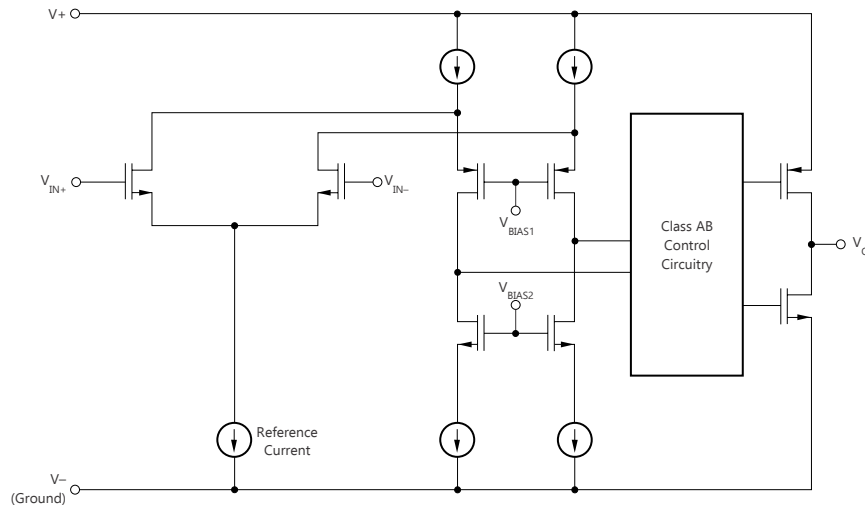 V+
V IN+
V IN−
V BIAS1
V BIAS2
Class AB
Control
Circuitry
V O
Reference
Current
V−
(Ground)